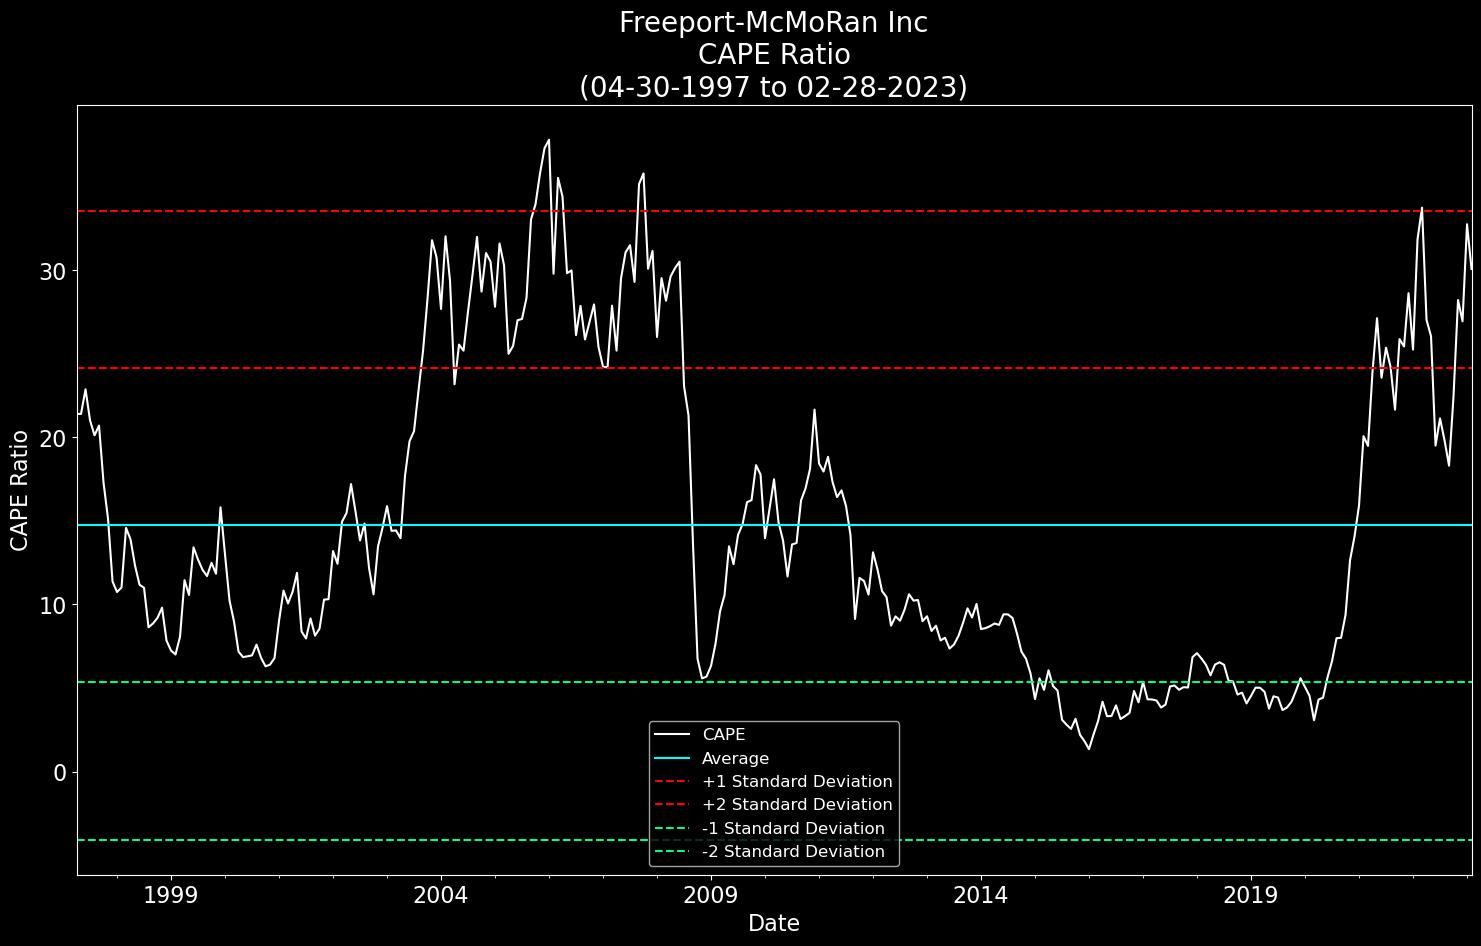 Freeport-McMoRan Inc
CAPE Ratio
(04-30-1997 to 02-28-2023)
CAPE Ratio
30
20
10
0
CAPE
Average
+1 Standard Deviation
+2 Standard Deviation
-1 Standard Deviation
-2 Standard Deviation
1999 2004 2009 2014 2019
Date